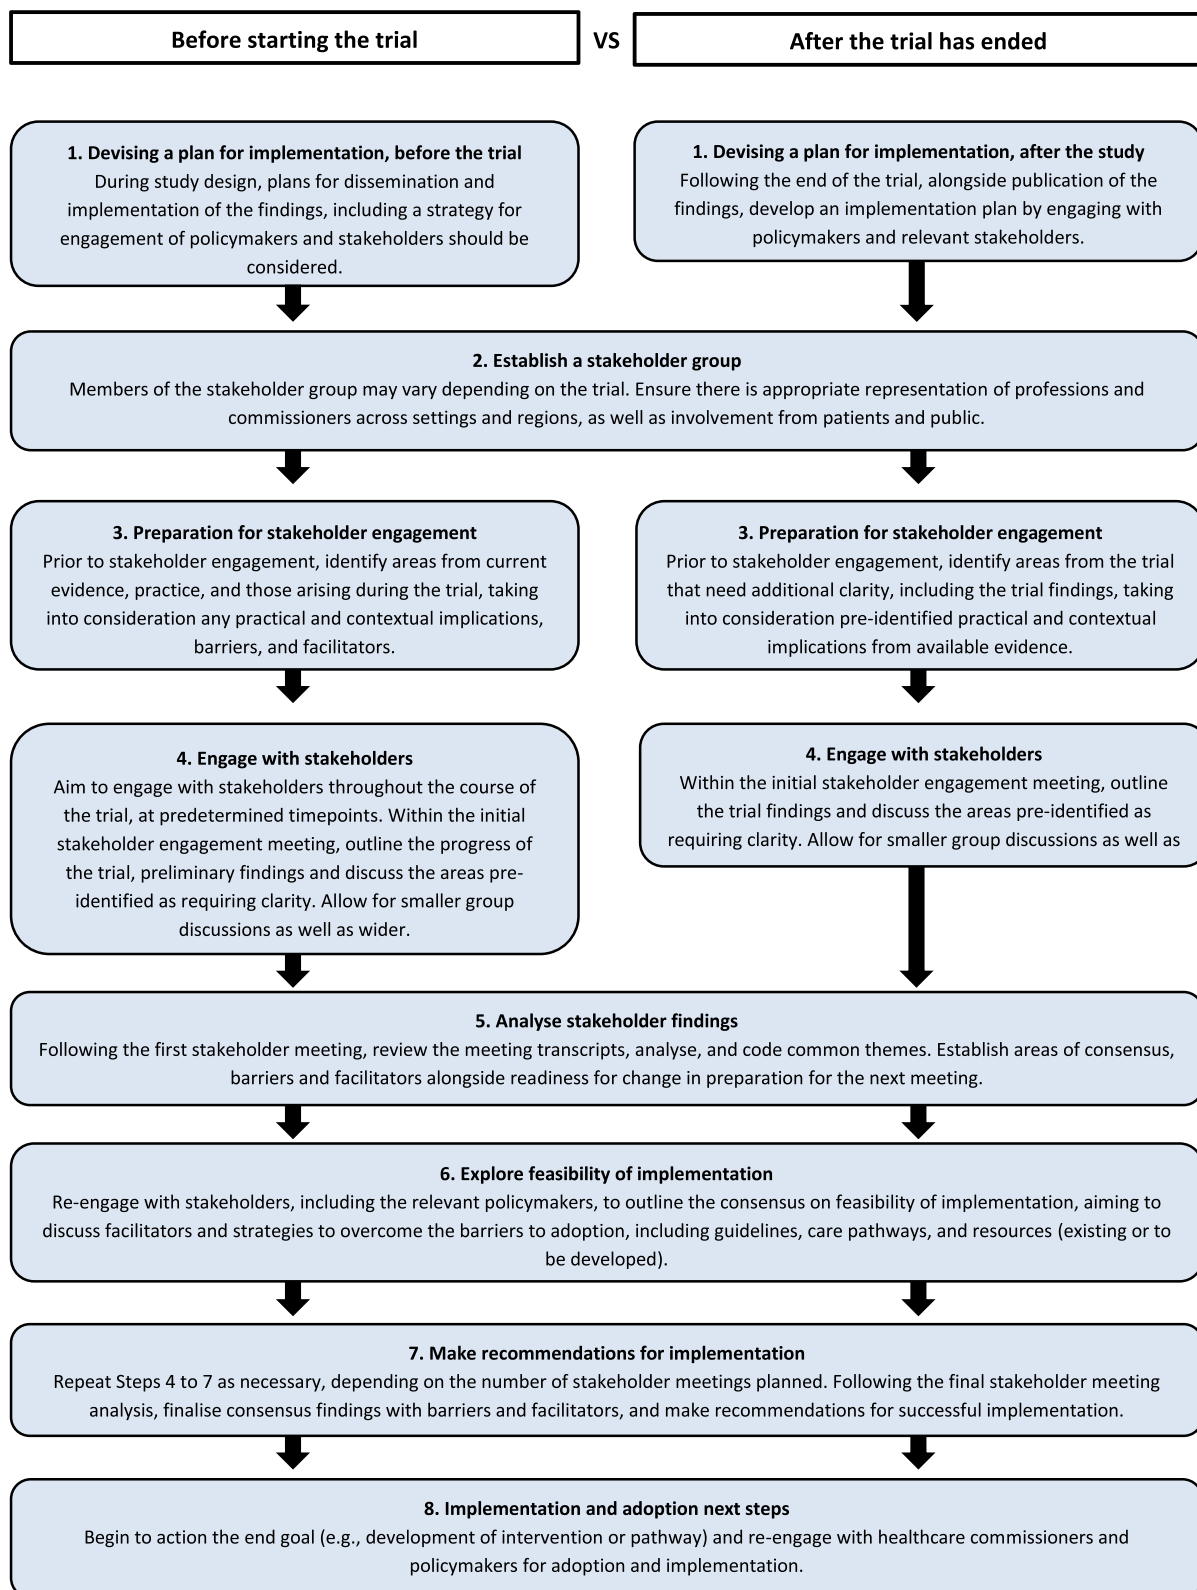 Before starting the trial
VS
After the trial has ended
1. Devising a plan for implementation, before the trial
During study design, plans for dissemination and
implementation of the findings, including a strategy for
engagement of policymakers and stakeholders should be
considered.
1. Devising a plan for implementation, after the study
Following the end of the trial, alongside publication of the
findings, develop an implementation plan by engaging with
policymakers and relevant stakeholders.
2. Establish a stakeholder group
Members of the stakeholder group may vary depending on the trial. Ensure there is appropriate representation of professions and
commissioners across settings and regions, as well as involvement from patients and public.
3. Preparation for stakeholder engagement
Prior to stakeholder engagement, identify areas from current
evidence, practice, and those arising during the trial, taking
into consideration any practical and contextual implications,
barriers, and facilitators.
3. Preparation for stakeholder engagement
Prior to stakeholder engagement, identify areas from the trial
that need additional clarity, including the trial findings, taking
into consideration pre-identified practical and contextual
implications from available evidence.
4. Engage with stakeholders
Aim to engage with stakeholders throughout the course of
the trial, at predetermined timepoints. Within the initial
stakeholder engagement meeting, outline the progress of
the trial, preliminary findings and discuss the areas pre-
identified as requiring clarity. Allow for smaller group
discussions as well as wider.
4. Engage with stakeholders
Within the initial stakeholder engagement meeting, outline
the trial findings and discuss the areas pre-identified as
requiring clarity. Allow for smaller group discussions as well as
5. Analyse stakeholder findings
Following the first stakeholder meeting, review the meeting transcripts, analyse, and code common themes. Establish areas of consensus,
barriers and facilitators alongside readiness for change in preparation for the next meeting.
6. Explore feasibility of implementation
Re-engage with stakeholders, including the relevant policymakers, to outline the consensus on feasibility of implementation, aiming to
discuss facilitators and strategies to overcome the barriers to adoption, including guidelines, care pathways, and resources (existing or to
be developed).
7. Make recommendations for implementation
Repeat Steps 4 to 7 as necessary, depending on the number of stakeholder meetings planned. Following the final stakeholder meeting
analysis, finalise consensus findings with barriers and facilitators, and make recommendations for successful implementation.
8. Implementation and adoption next steps
Begin to action the end goal (e.g., development of intervention or pathway) and re-engage with healthcare commissioners and
policymakers for adoption and implementation.